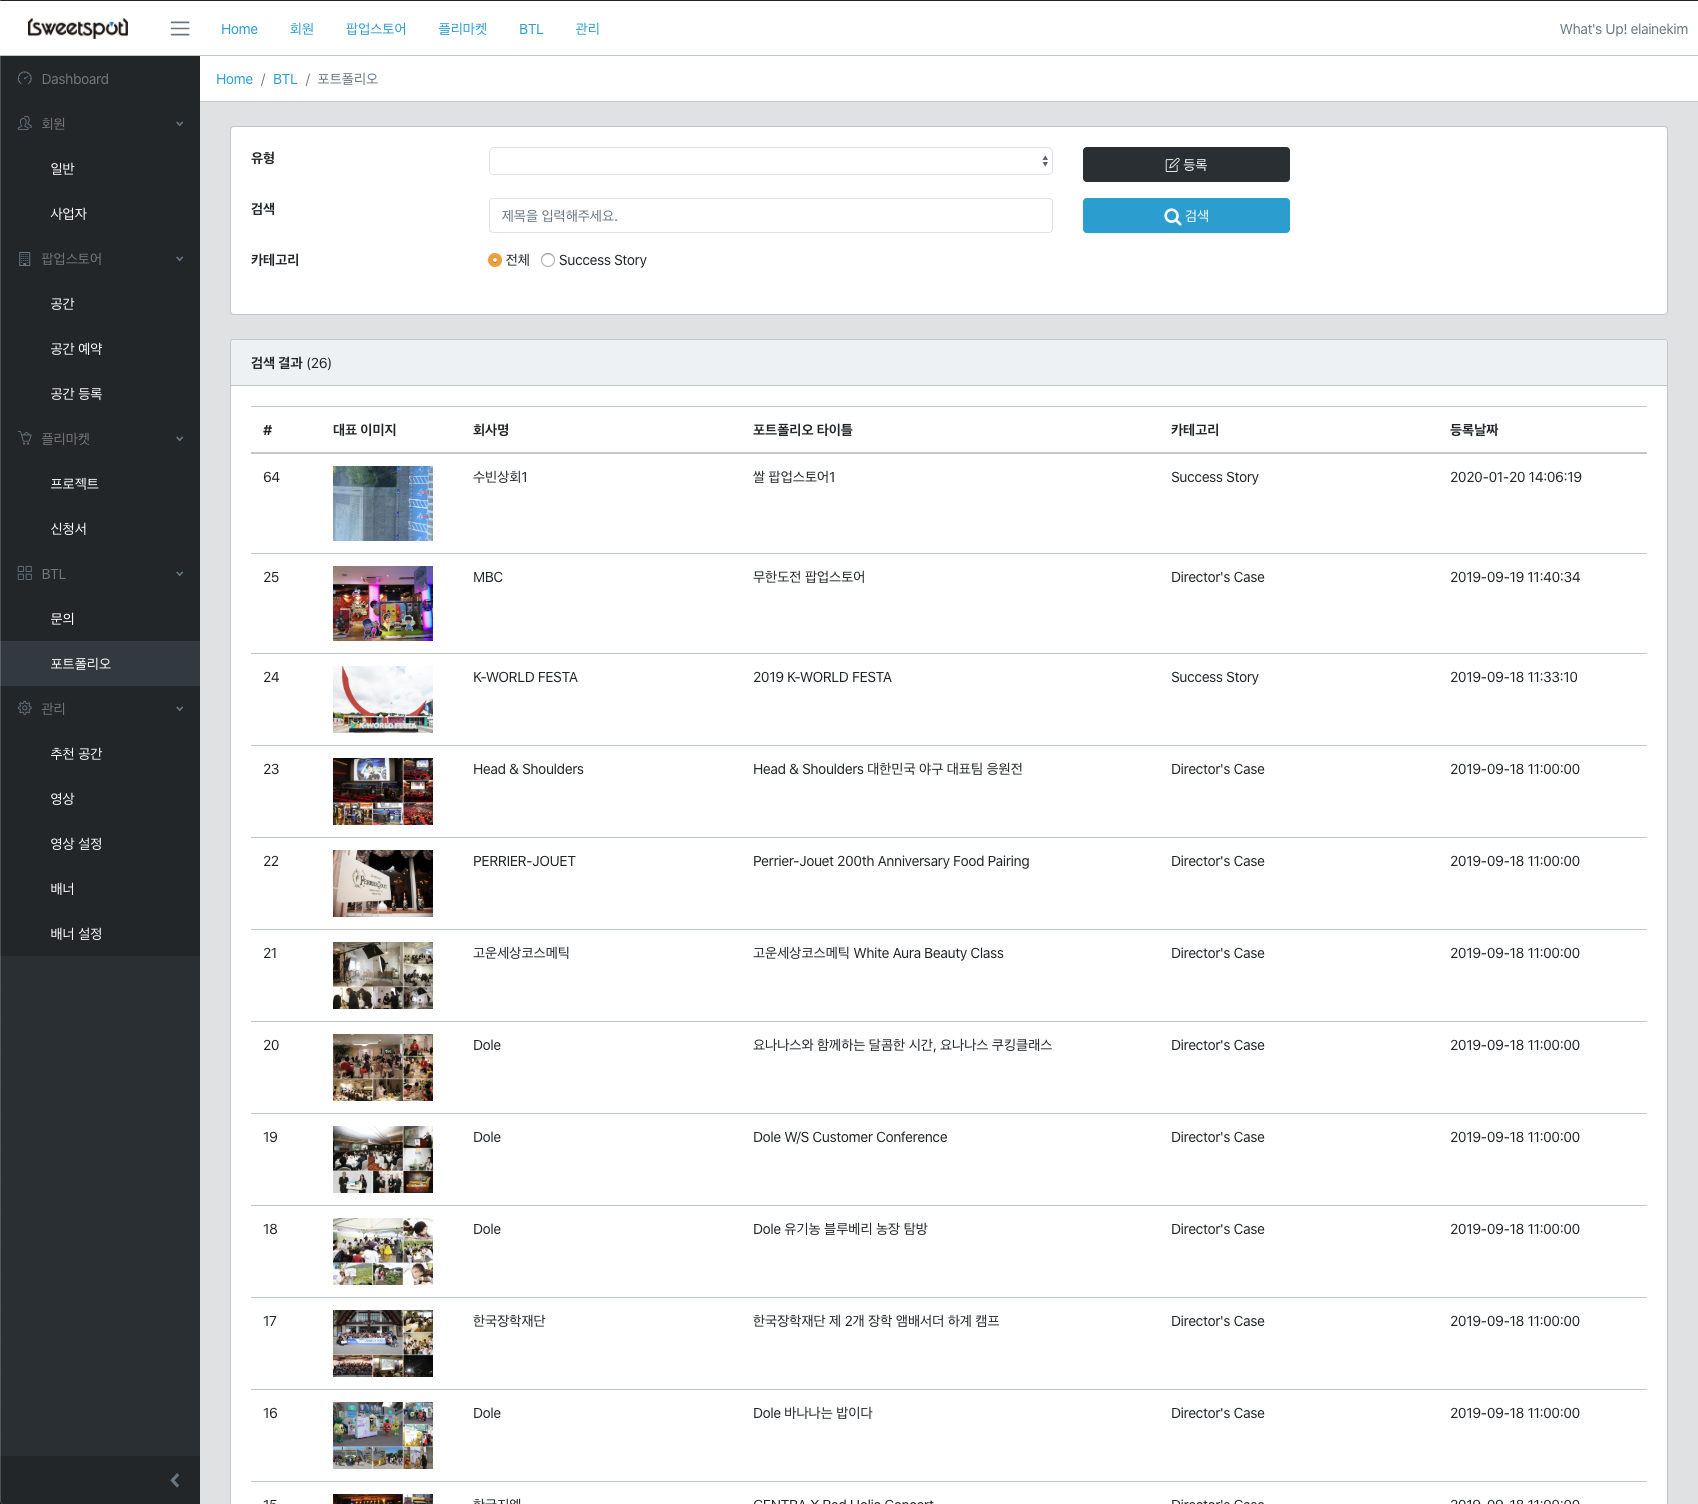 (sweetspot)
Home 회원 팝업스토어 플리마켓 BTL 관리
What's Up! elainekim
Dashboard
회원
일반
사업자
팝업스토어
공간
공간 예약
공간 등록
플리마켓
프로젝트
신청서
BTL
문의
포트폴리오
관리
추천 공간
영상
영상 설정
배너
배너 설정
Home / BTL / 포트폴리오
유형
등록
검색 제목을 입력해주세요. 검색
카테고리 전체 Success Story
검색 결과 (26)
# 대표 이미지 회사명 포트폴리오 타이틀 카테고리 등록날짜
64 수빈상회1 쌀 팝업스토어1 Success Story 2020-01-20 14:06:19
25 MBC 무한도전 팝업스토어 Director's Case 2019-09-19 11:40:34
24 K-WORLD FESTA 2019 K-WORLD FESTA Success Story 2019-09-18 11:33:10
K-WORLD FESTA
23 Head & Shoulders Head & Shoulders 대한민국 야구 대표팀 응원전 Director's Case 2019-09-18 11:00:00
22 PERRIER-JOUET Perrier-Jouet 200th Anniversary Food Pairing Director's Case 2019-09-18 11:00:00
21 고운세상코스메틱 고운세상코스메틱 White Aura Beauty Class Director's Case 2019-09-18 11:00:00
20 Dole 요나나스와 함께하는 달콤한 시간, 요나나스 쿠킹클래스 Director's Case 2019-09-18 11:00:00
19 Dole Dole W/S Customer Conference Director's Case 2019-09-18 11:00:00
18 Dole Dole 유기농 블루베리 농장 탐방 Director's Case 2019-09-18 11:00:00
17 한국장학재단 한국장학재단 제 2개 장학 앰배서더 하계 캠프 Director's Case 2019-09-18 11:00:00
16 Dole Dole 바나나는 밥이다 Director's Case 2019-09-18 11:00:00